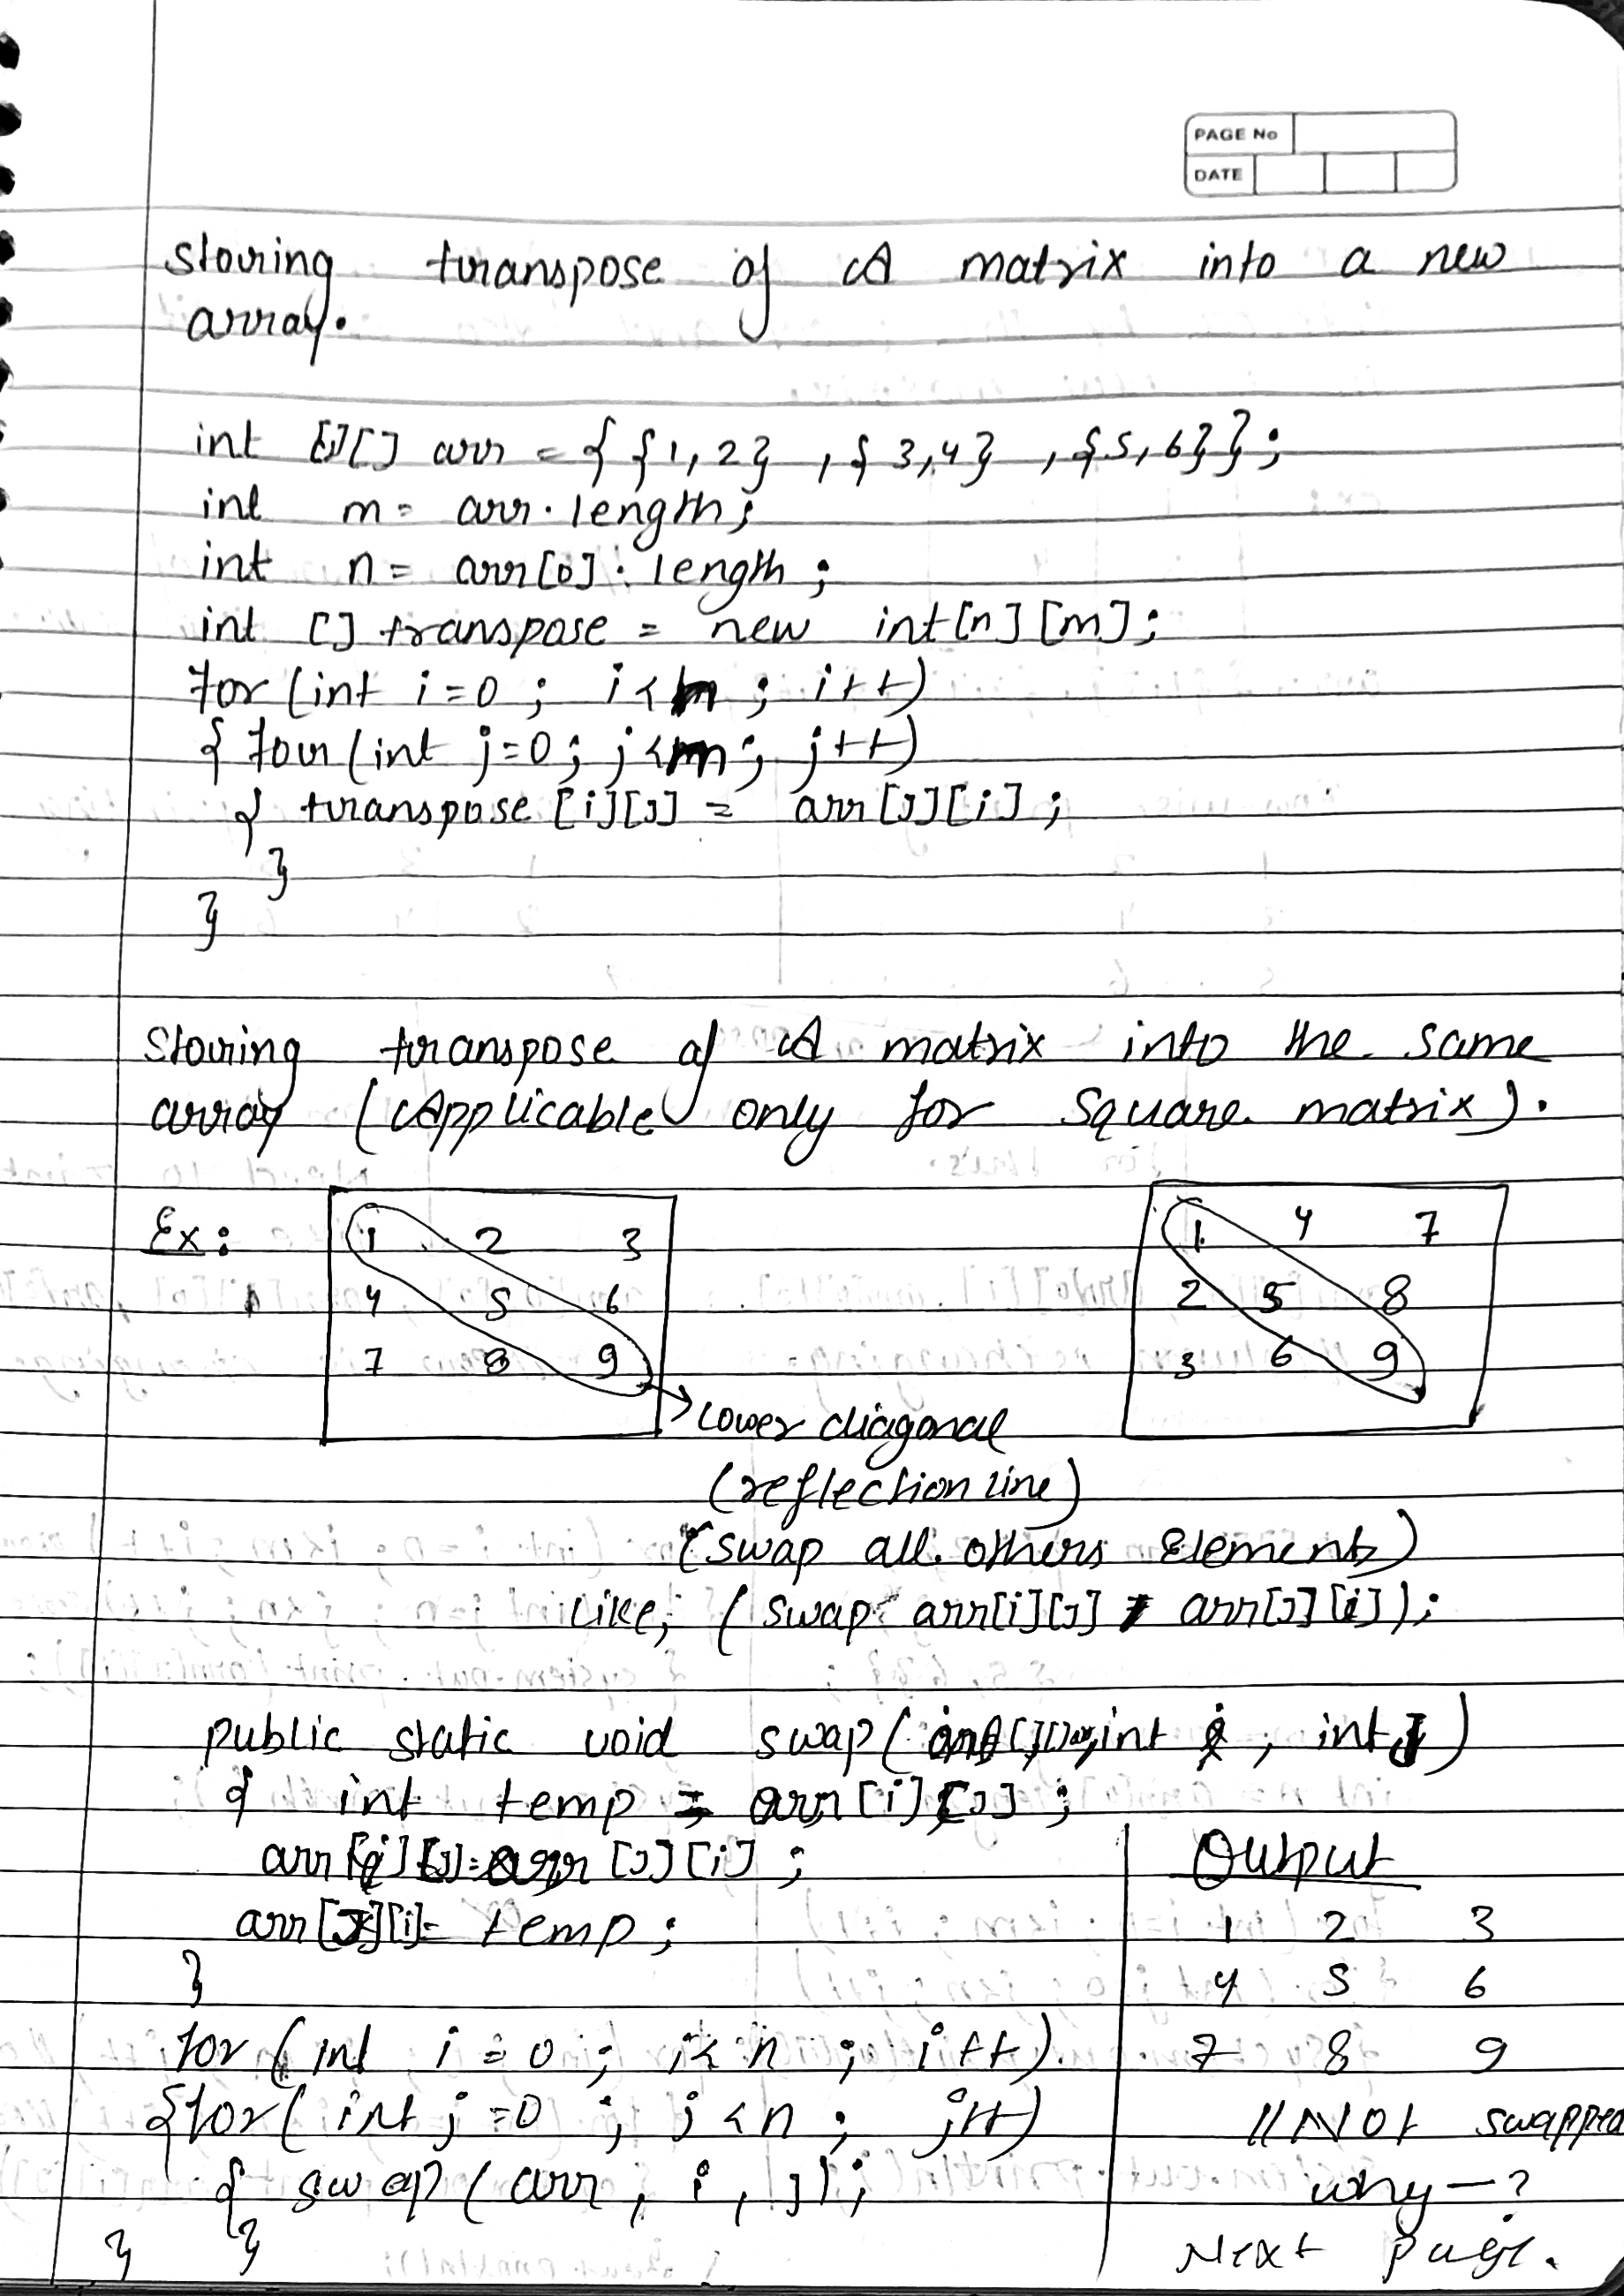 PAGE No
DATE
storing transpose of A matrix into a new
array.
int [][] arr = { {1,2} , {3,4} , {5,6}};
int m= arr.length;
int n= arr[0].length;
int [] transpose = new int[n][m];
for (int i=0 ; i< ; i++)
{ for (int j=0; j<m; j++)
{ transpose [i][j] = arr[j][i];
}
}
Storing transpose of A matrix into the same
array (Applicable only for square matrix).
Ex: 1 2 3 1 4 7
4 5 6 2 5 8
7 8 9 3 6 9
→ Lower diagonal
(reflection line)
(swap all others Elements)
Like, (swap arr[i][j] arr[j][i]);
public static void swap( int [][] , int i , int j )
{ int temp = arr[i][j];
arr[i][j]=arr[j][i];
arr[j][i]= temp;
}
for (int i=0 ; i<n ; i++)
{for( int j=0 ; j<n ; j++)
{ swap( arr, i, j);
} }
Output
1 2 3
4 5 6
7 8 9
//Not swapped
why—?
Next page.